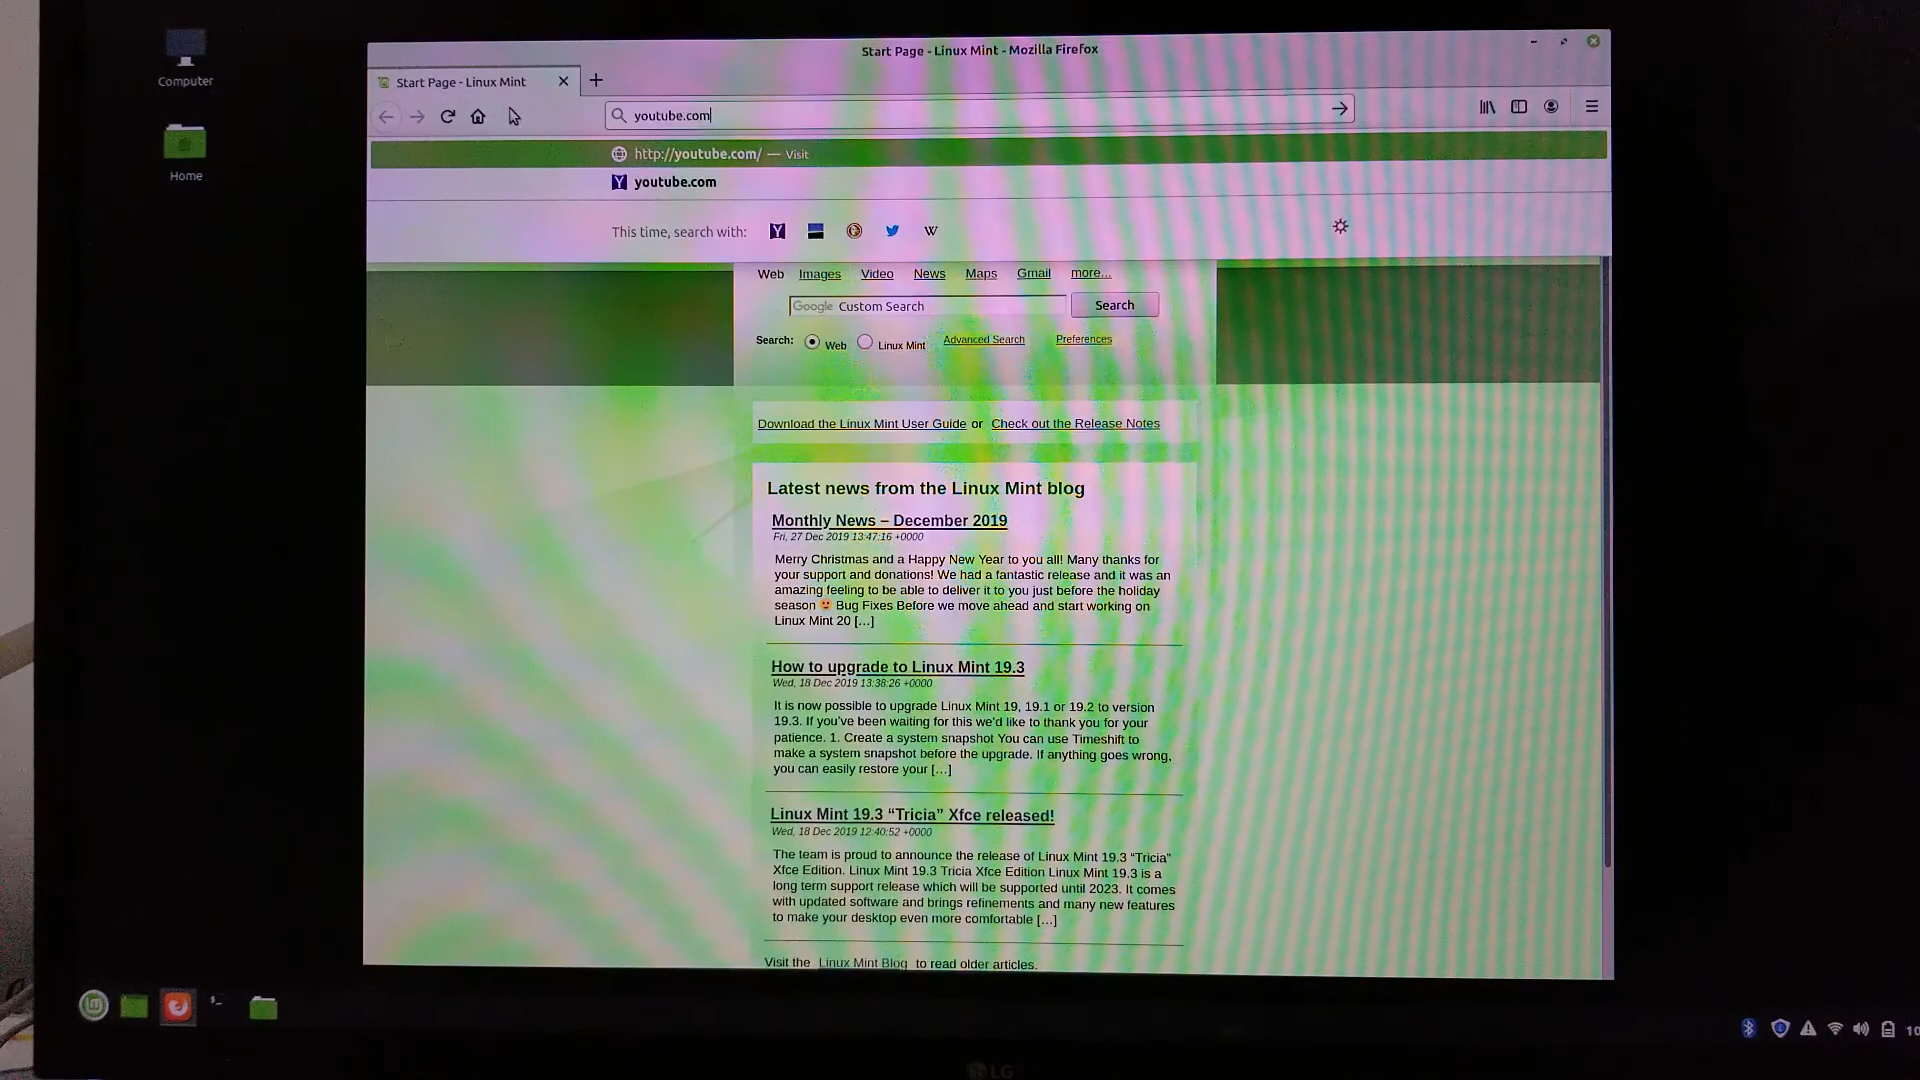 Computer
Home
Start Page - Linux Mint - Mozilla Firefox
Start Page - Linux Mint
youtube.com
http://youtube.com/ — Visit
youtube.com
This time, search with:
Web Images Video News Maps Gmail more...
Google Custom Search Search
Search: Web Linux Mint Advanced Search Preferences
Download the Linux Mint User Guide or Check out the Release Notes
Latest news from the Linux Mint blog
Monthly News – December 2019
Fri, 27 Dec 2019 13:47:16 +0000
Merry Christmas and a Happy New Year to you all! Many thanks for
your support and donations! We had a fantastic release and it was an
amazing feeling to be able to deliver it to you just before the holiday
season 😀 Bug Fixes Before we move ahead and start working on
Linux Mint 20 […]
How to upgrade to Linux Mint 19.3
Wed, 18 Dec 2019 13:38:26 +0000
It is now possible to upgrade Linux Mint 19, 19.1 or 19.2 to version
19.3. If you've been waiting for this we'd like to thank you for your
patience. 1. Create a system snapshot You can use Timeshift to
make a system snapshot before the upgrade. If anything goes wrong,
you can easily restore your […]
Linux Mint 19.3 “Tricia” Xfce released!
Wed, 18 Dec 2019 12:40:52 +0000
The team is proud to announce the release of Linux Mint 19.3 “Tricia”
Xfce Edition. Linux Mint 19.3 Tricia Xfce Edition Linux Mint 19.3 is a
long term support release which will be supported until 2023. It comes
with updated software and brings refinements and many new features
to make your desktop even more comfortable […]
Visit the Linux Mint Blog to read older articles.
10
LG